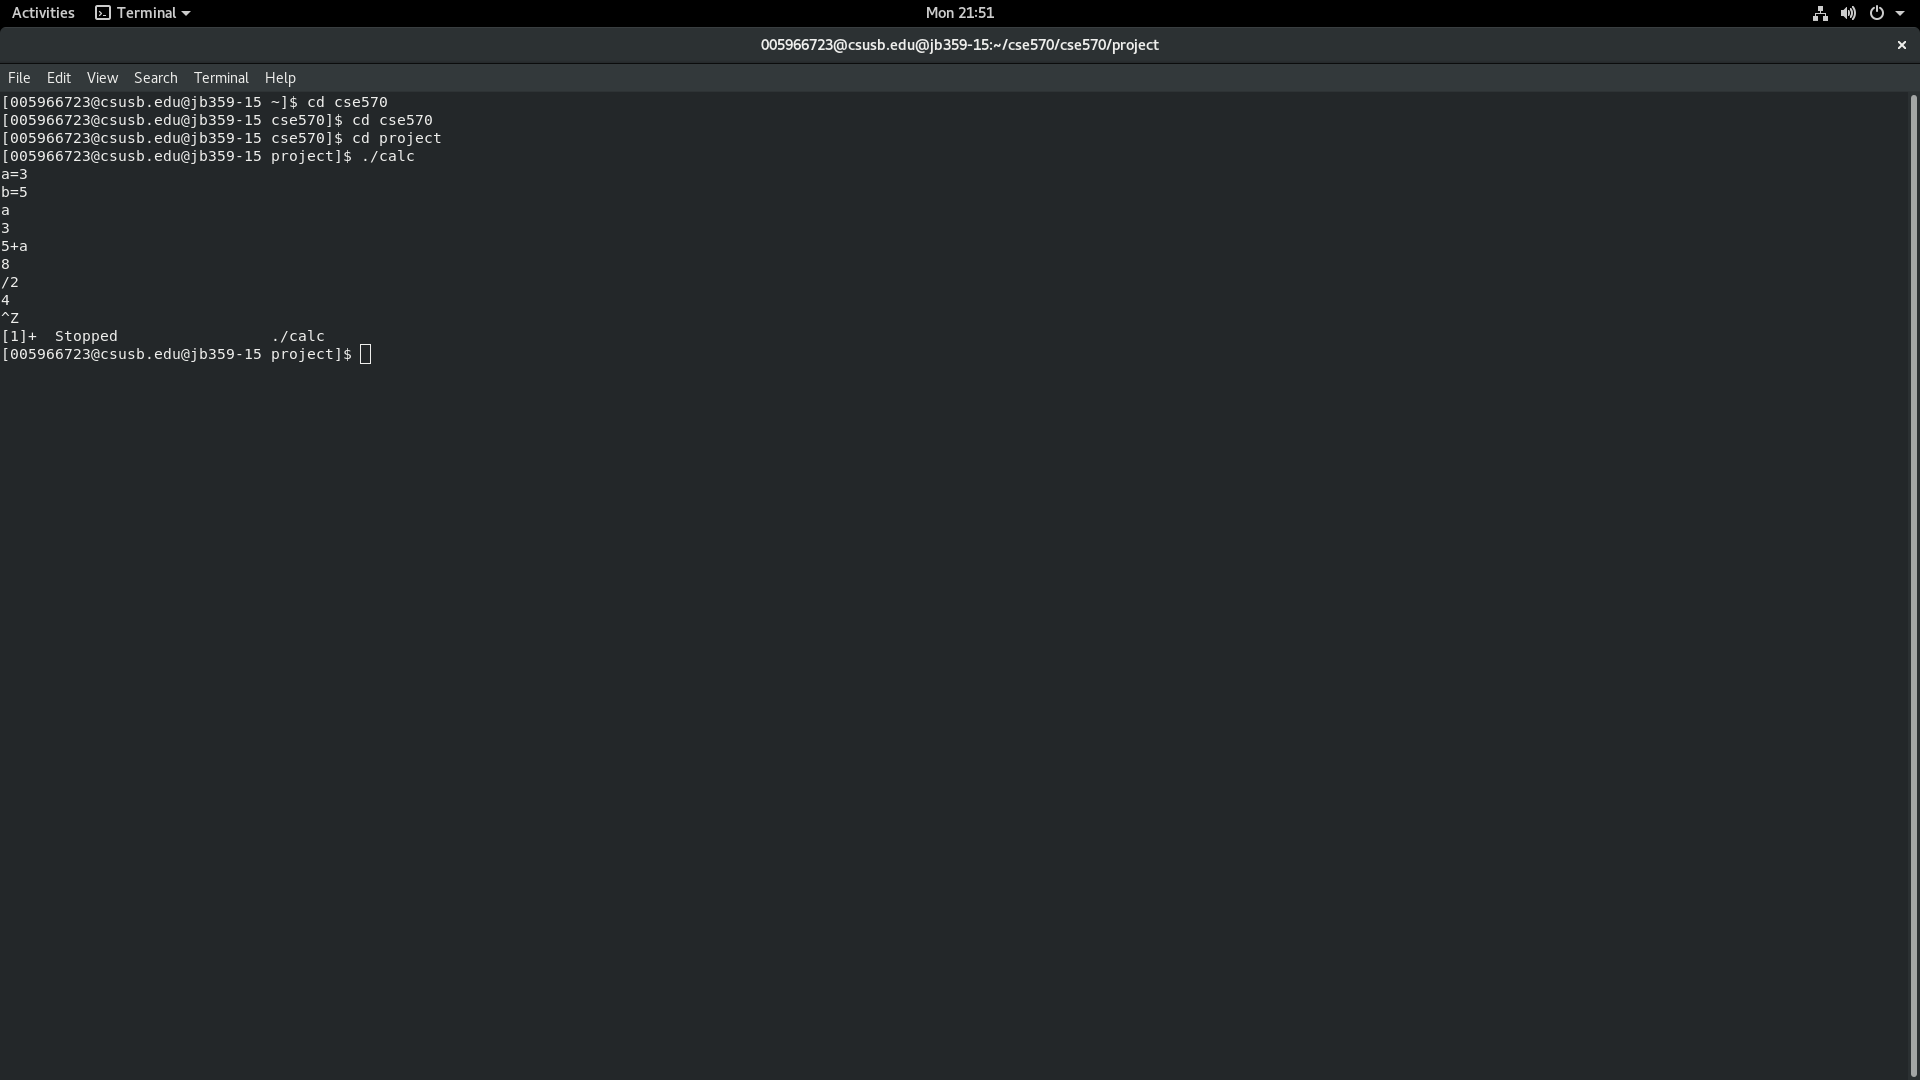 Activities Terminal Mon 21:51
005966723@csusb.edu@jb359-15:~/cse570/cse570/project
File Edit View Search Terminal Help
[005966723@csusb.edu@jb359-15 ~]$ cd cse570
[005966723@csusb.edu@jb359-15 cse570]$ cd cse570
[005966723@csusb.edu@jb359-15 cse570]$ cd project
[005966723@csusb.edu@jb359-15 project]$ ./calc
a=3
b=5
a
3
5+a
8
/2
4
^Z
[1]+  Stopped                 ./calc
[005966723@csusb.edu@jb359-15 project]$